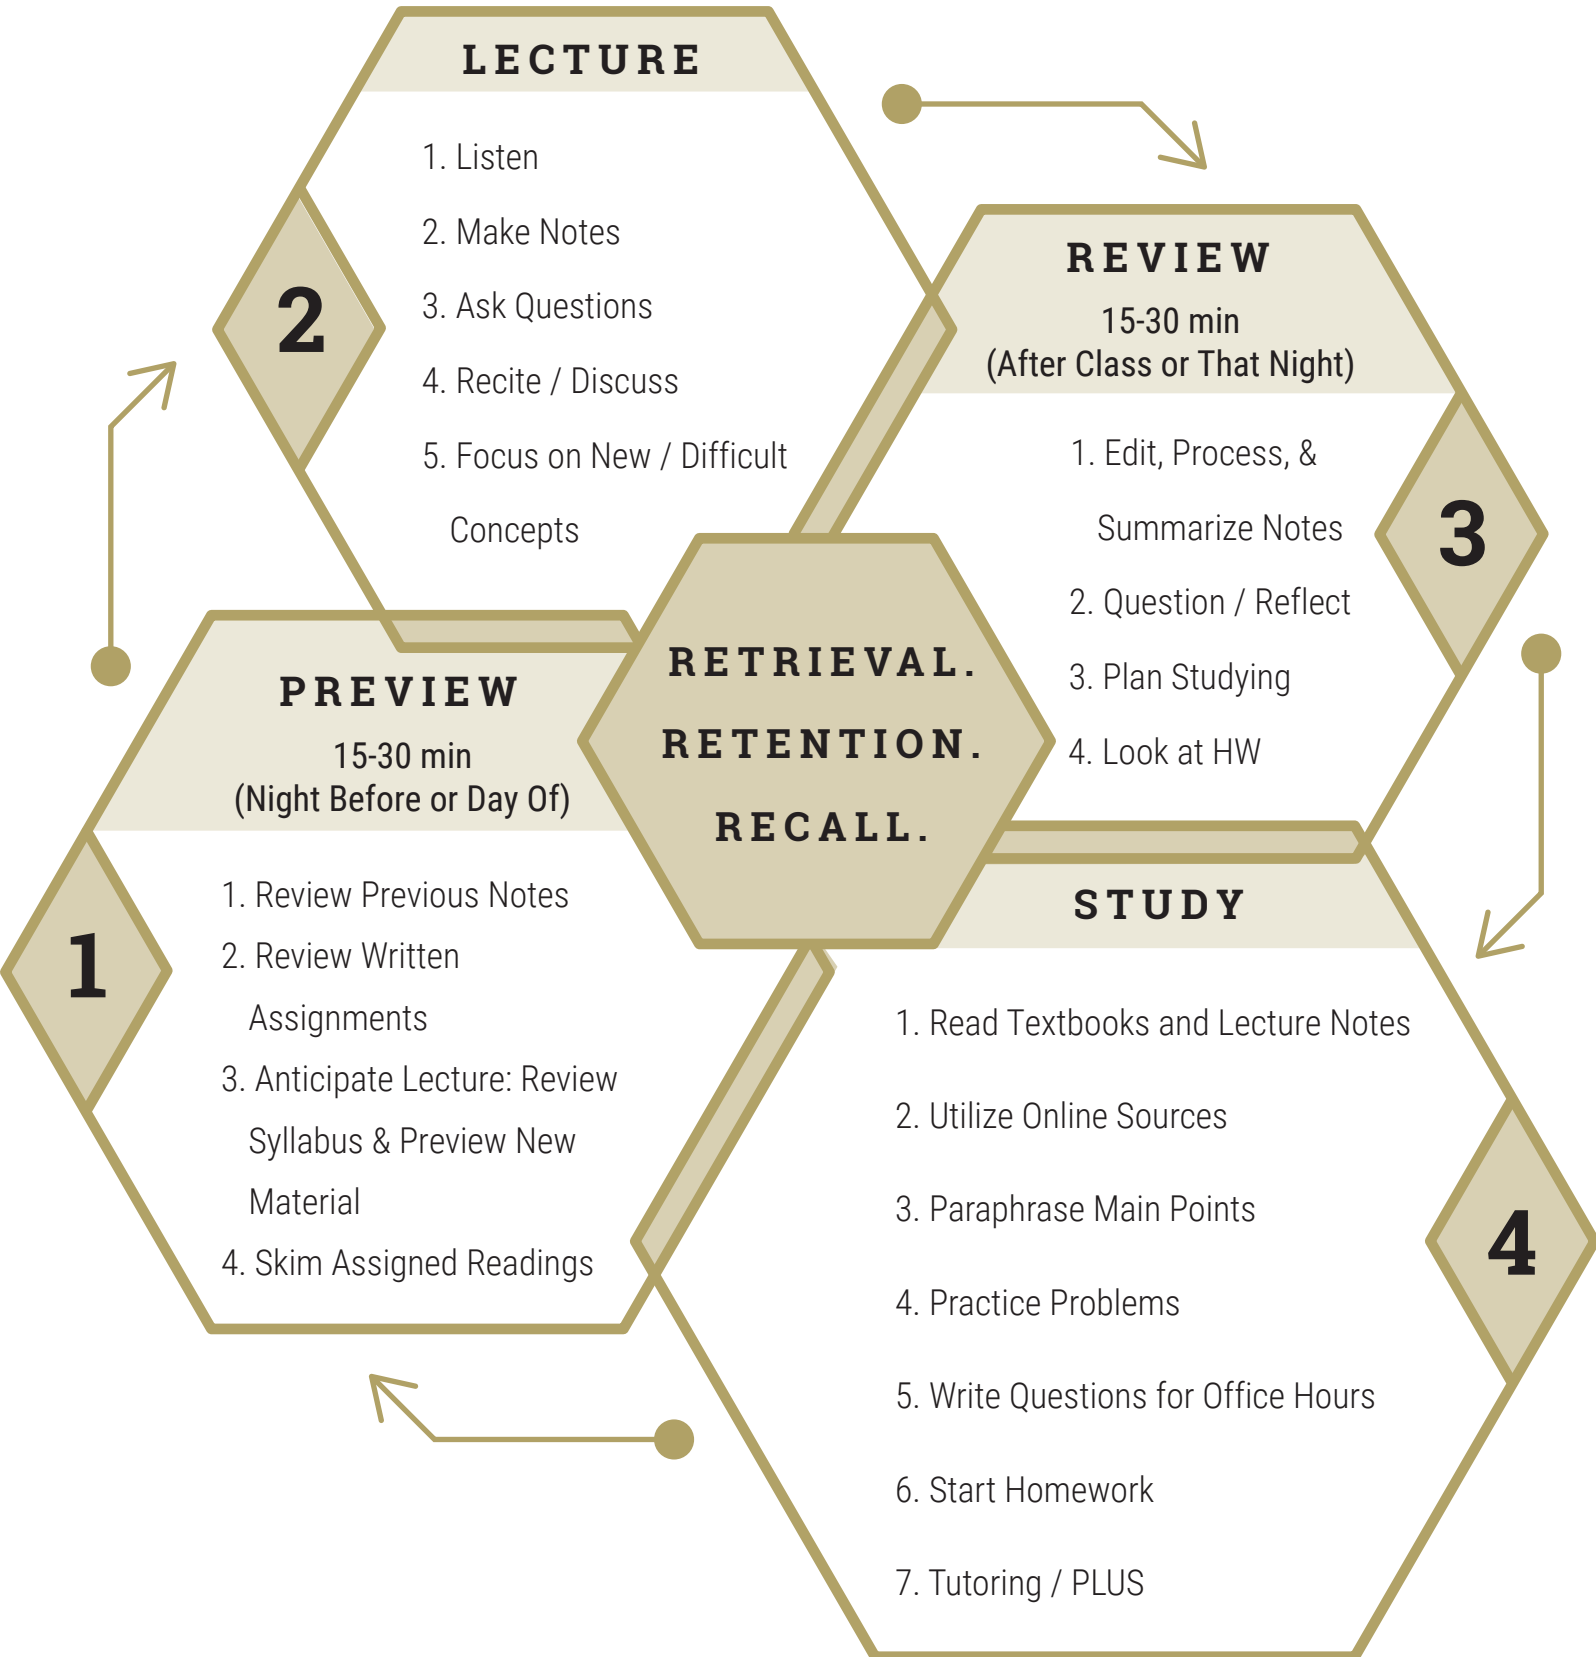 LECTURE
1. Listen
2. Make Notes
3. Ask Questions
4. Recite / Discuss
5. Focus on New / Difficult
Concepts
2
REVIEW
15-30 min
(After Class or That Night)
1. Edit, Process, &
Summarize Notes
2. Question / Reflect
3. Plan Studying
4. Look at HW
3
RETRIEVAL.
RETENTION.
RECALL.
PREVIEW
15-30 min
(Night Before or Day Of)
1. Review Previous Notes
2. Review Written
Assignments
3. Anticipate Lecture: Review
Syllabus & Preview New
Material
4. Skim Assigned Readings
1
STUDY
1. Read Textbooks and Lecture Notes
2. Utilize Online Sources
3. Paraphrase Main Points
4. Practice Problems
5. Write Questions for Office Hours
6. Start Homework
7. Tutoring / PLUS
4